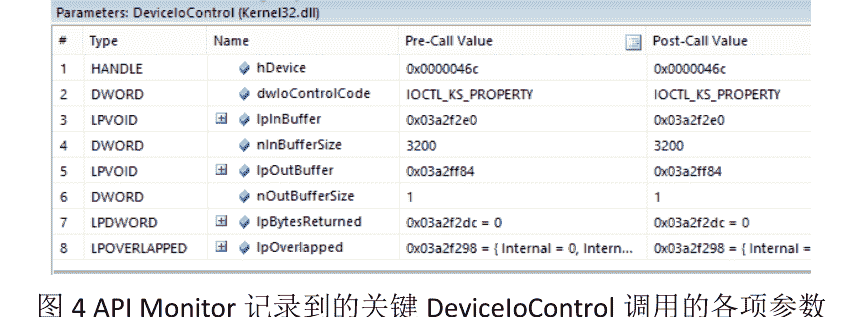 Parameters: DeviceIoControl (Kernel32.dll)
# Type Name Pre-Call Value Post-Call Value
1 HANDLE hDevice 0x0000046c 0x0000046c
2 DWORD dwIoControlCode IOCTL_KS_PROPERTY IOCTL_KS_PROPERTY
3 LPVOID lpInBuffer 0x03a2f2e0 0x03a2f2e0
4 DWORD nInBufferSize 3200 3200
5 LPVOID lpOutBuffer 0x03a2ff84 0x03a2ff84
6 DWORD nOutBufferSize 1 1
7 LPDWORD lpBytesReturned 0x03a2f2dc = 0 0x03a2f2dc = 0
8 LPOVERLAPPED lpOverlapped 0x03a2f298 = { Internal = 0, Intern... 0x03a2f298 = { Internal =
图 4 API Monitor 记录到的关键 DeviceIoControl 调用的各项参数